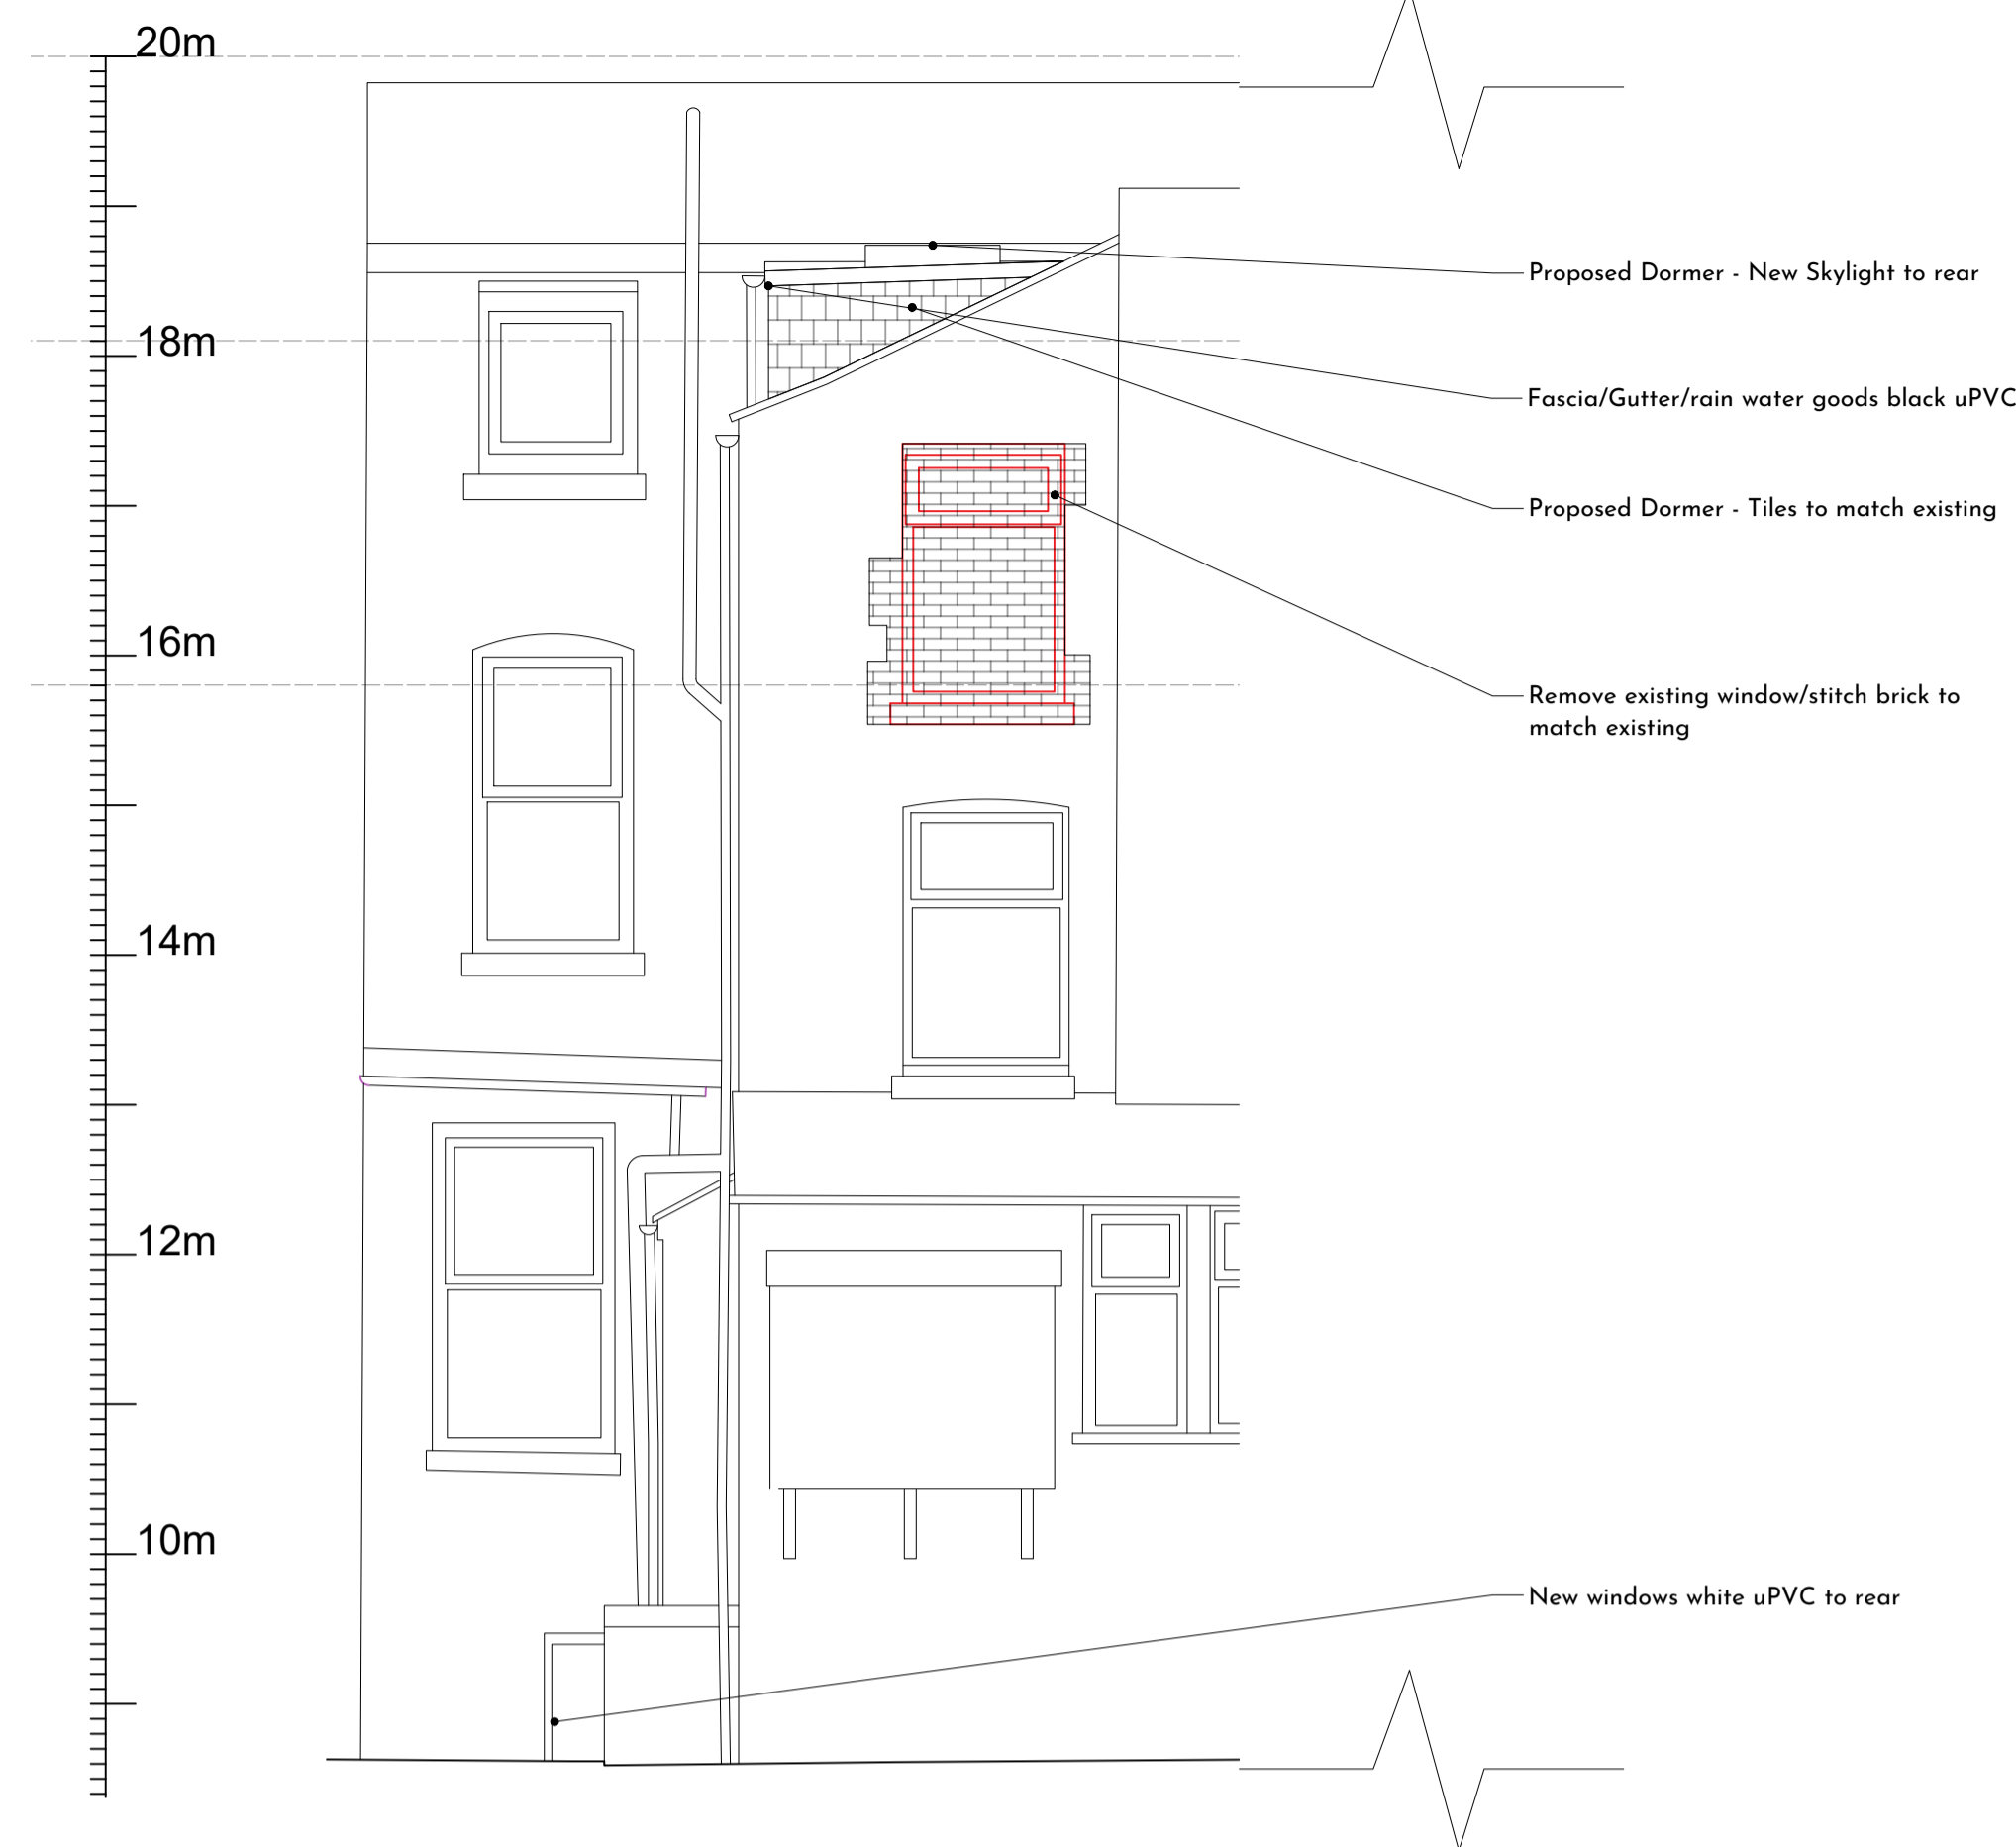 20m
Proposed Dormer - New Skylight to rear
18m
Fascia/Gutter/rain water goods black uPVC
Proposed Dormer - Tiles to match existing
16m
Remove existing window/stitch brick to
match existing
14m
12m
10m
New windows white uPVC to rear